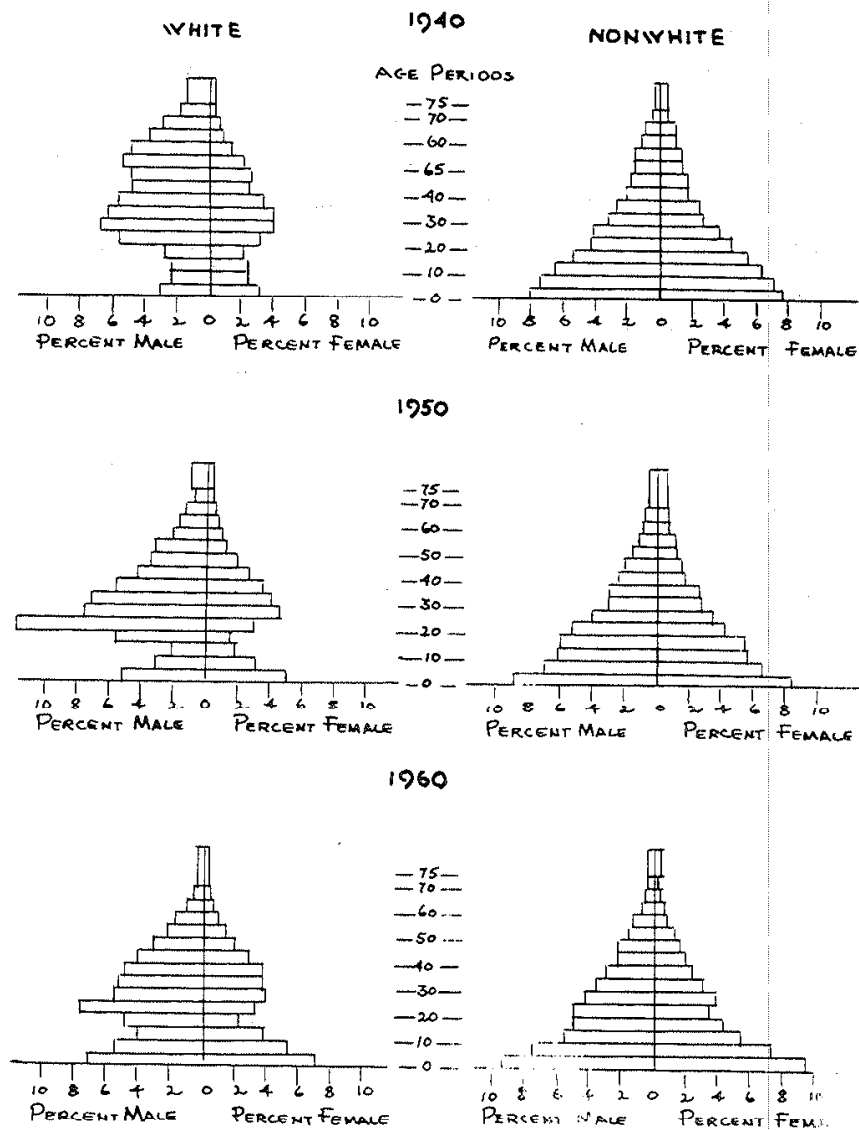 1940
WHITE NONWHITE
AGE PERIODS
— 75 —
— 70 —
— 60 —
— 65 —
— 40 —
— 30 —
— 20 —
— 10 —
— 0 —
10 8 6 4 2 0 2 4 6 8 10
PERCENT MALE PERCENT FEMALE
10 8 6 4 2 0 2 4 6 8 10
PERCENT MALE PERCENT FEMALE
1950
— 75 —
— 70 —
— 60 —
— 50 —
— 40 —
— 30 —
— 20 —
— 10 —
— 0 —
10 8 6 4 2 0 2 4 6 8 10
PERCENT MALE PERCENT FEMALE
10 8 6 4 2 0 2 4 6 8 10
PERCENT MALE PERCENT FEMALE
1960
— 75 —
— 70 —
— 60 —
— 50 —
— 40 —
— 30 —
— 20 —
— 10 —
— 0 —
10 8 6 4 2 0 2 4 6 8 10
PERCENT MALE PERCENT FEMALE
10 8 6 4 2 0 2 4 6 8 10
PERCENT MALE PERCENT FEM